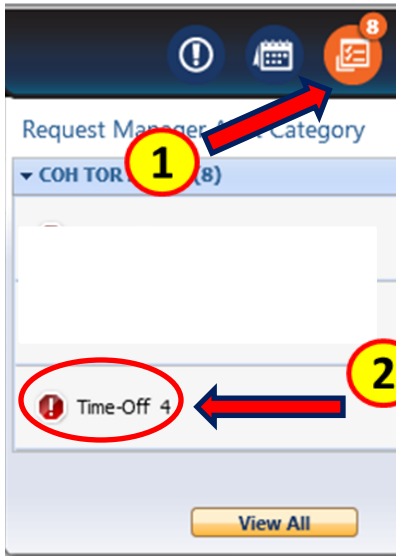 8
Request Manager Category
1
COH TOR (8)
2
Time-Off 4
View All